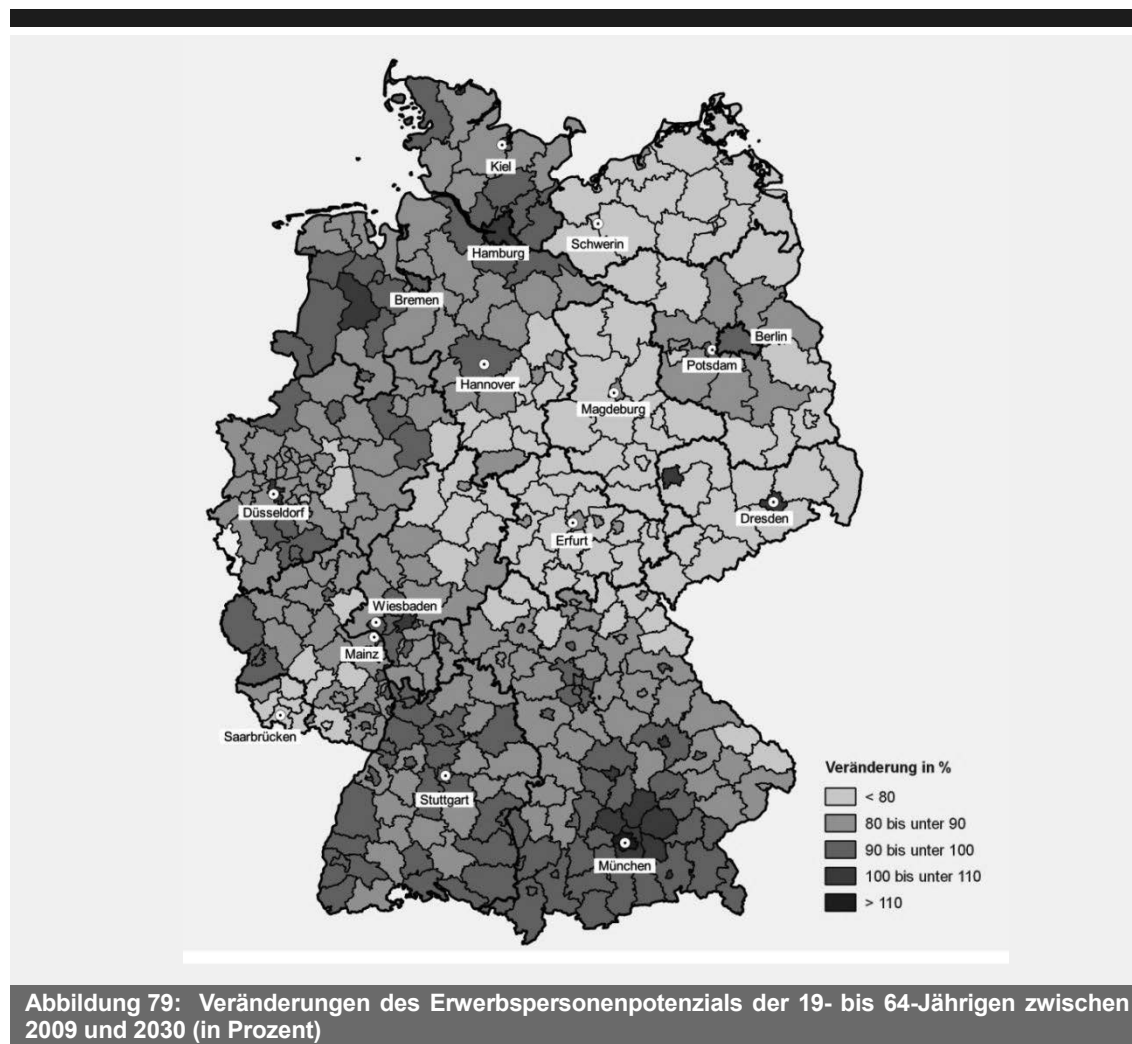 Kiel
Schwerin
Hamburg
Bremen
Berlin
Potsdam
Hannover
Magdeburg
Düsseldorf
Dresden
Erfurt
Wiesbaden
Mainz
Saarbrücken
Stuttgart
München
Veränderung in %
< 80
80 bis unter 90
90 bis unter 100
100 bis unter 110
> 110
Abbildung 79: Veränderungen des Erwerbspersonenpotenzials der 19- bis 64-Jährigen zwischen
2009 und 2030 (in Prozent)